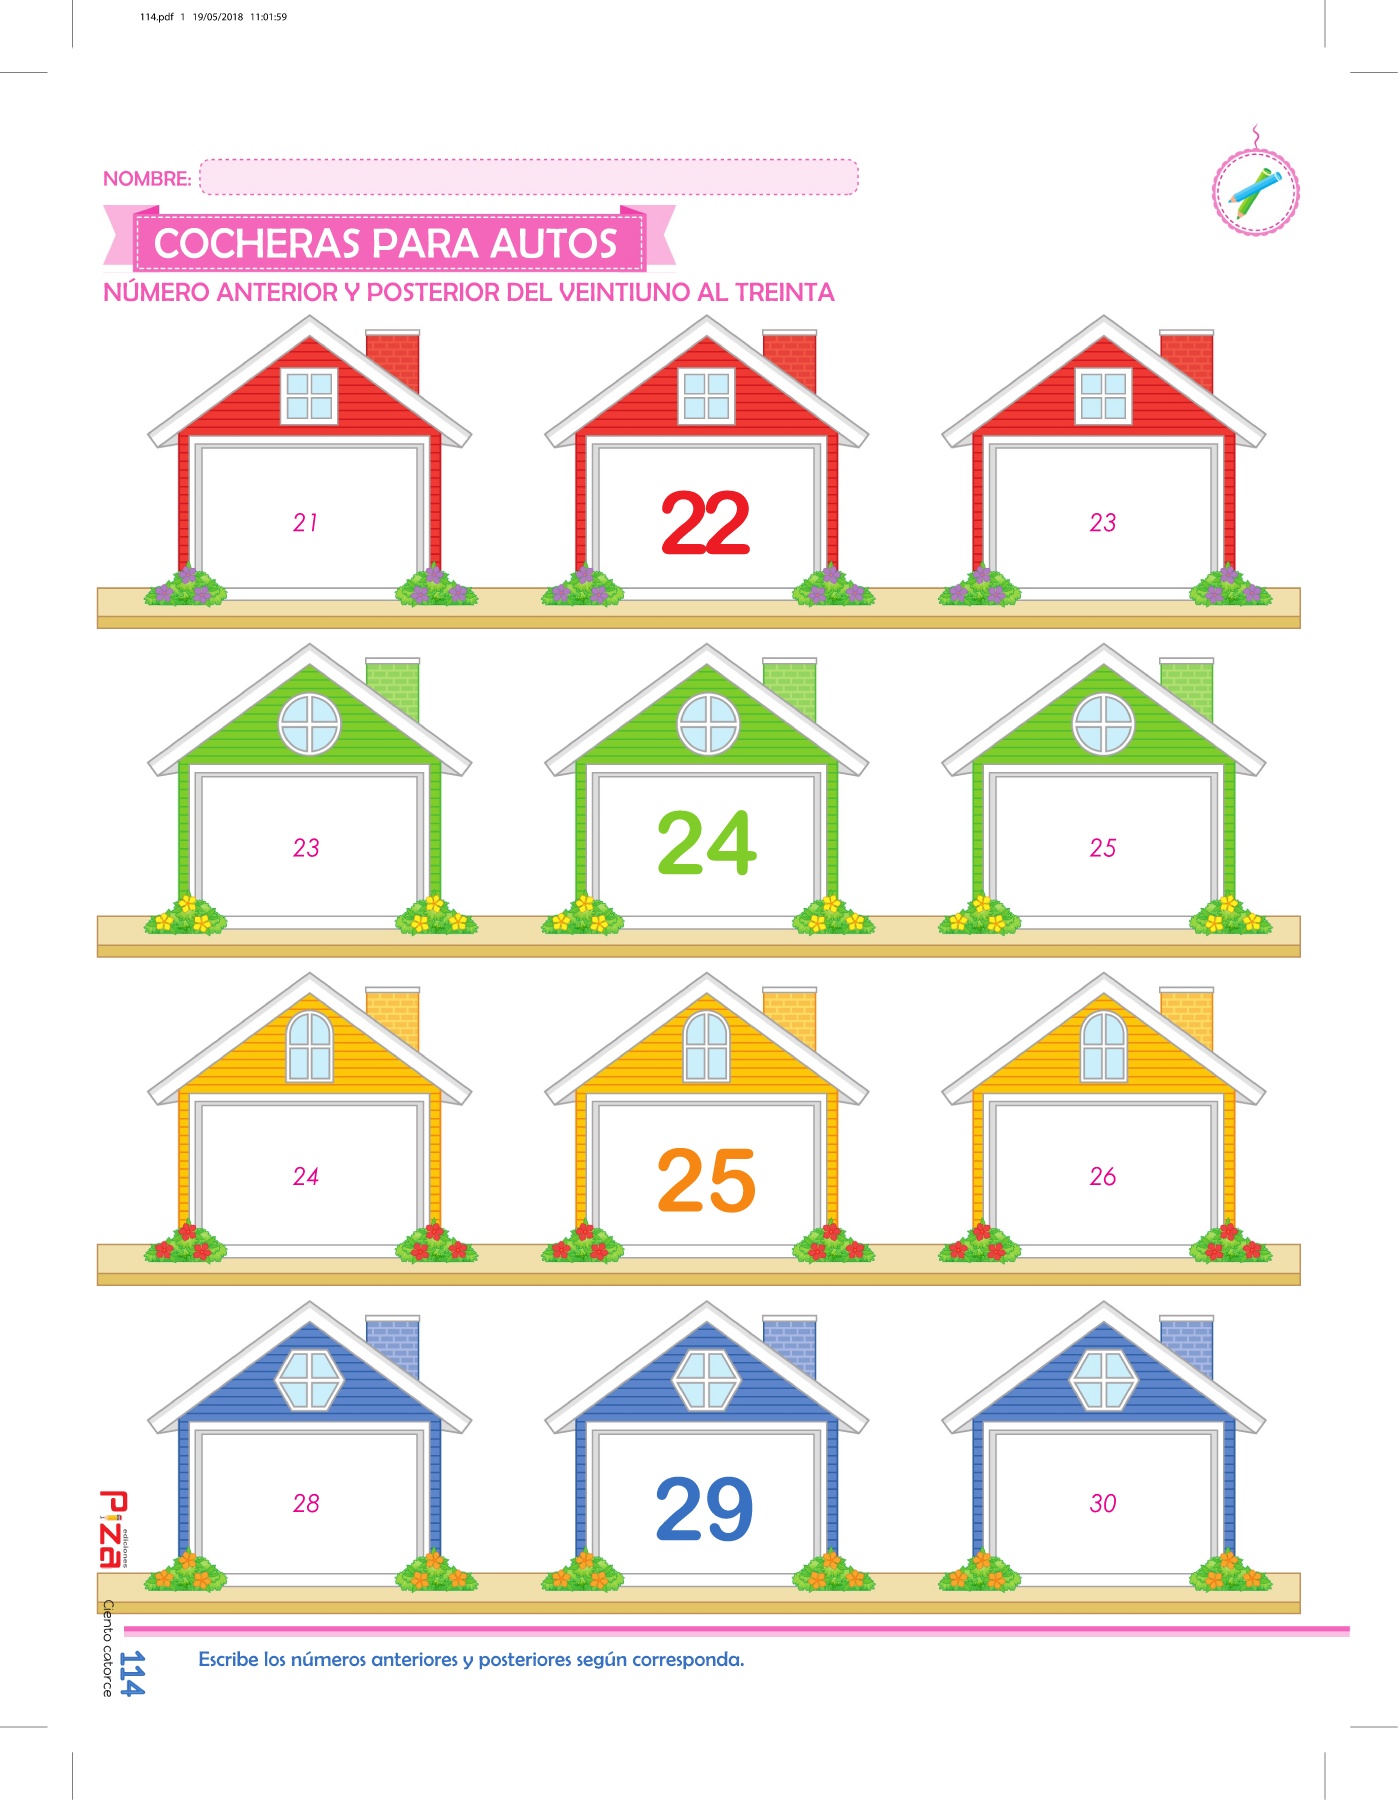 114.pdf 1 19/05/2018 11:01:59
NOMBRE:
COCHERAS PARA AUTOS
NÚMERO ANTERIOR Y POSTERIOR DEL VEINTIUNO AL TREINTA
21 22 23
23 24 25
24 25 26
28 29 30
Piza
ediciones
Ciento catorce
114
Escribe los números anteriores y posteriores según corresponda.